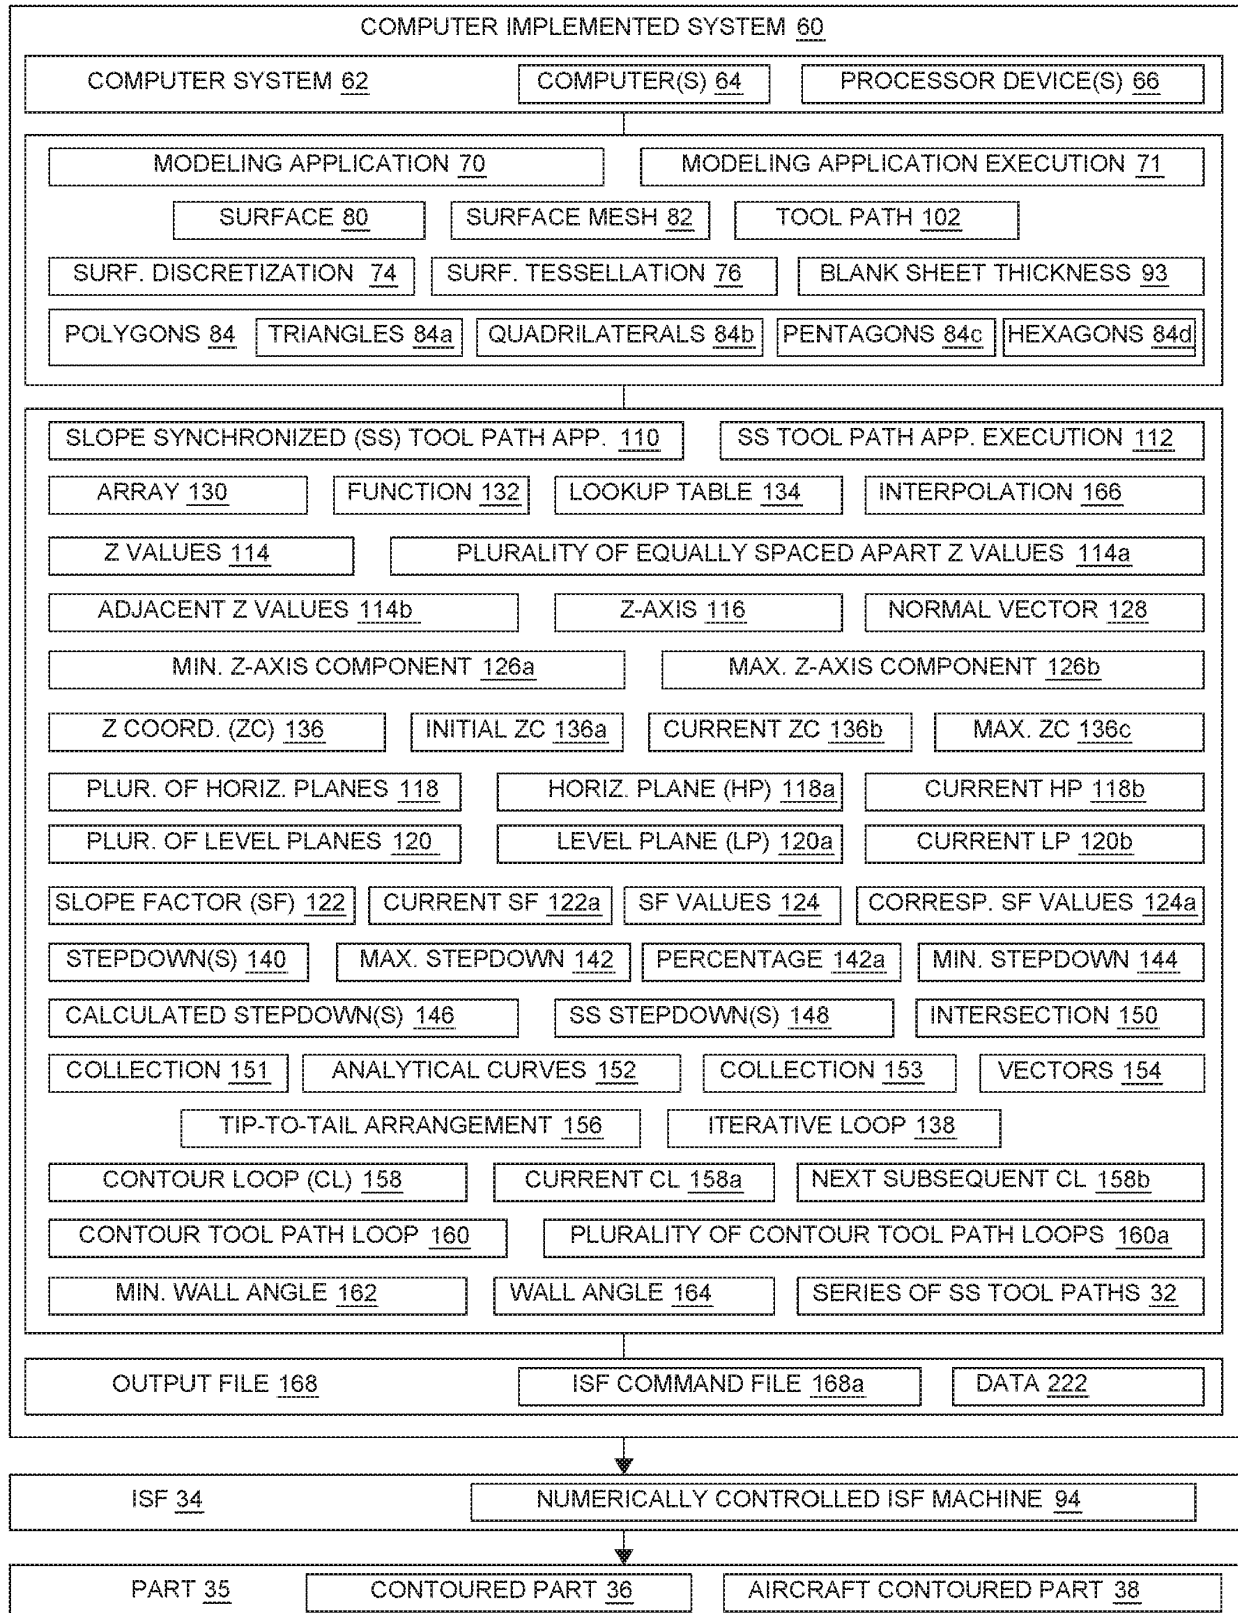 COMPUTER IMPLEMENTED SYSTEM 60
COMPUTER SYSTEM 62 COMPUTER(S) 64 PROCESSOR DEVICE(S) 66
MODELING APPLICATION 70 MODELING APPLICATION EXECUTION 71
SURFACE 80 SURFACE MESH 82 TOOL PATH 102
SURF. DISCRETIZATION 74 SURF. TESSELLATION 76 BLANK SHEET THICKNESS 93
POLYGONS 84 TRIANGLES 84a QUADRILATERALS 84b PENTAGONS 84c HEXAGONS 84d
SLOPE SYNCHRONIZED (SS) TOOL PATH APP. 110 SS TOOL PATH APP. EXECUTION 112
ARRAY 130 FUNCTION 132 LOOKUP TABLE 134 INTERPOLATION 166
Z VALUES 114 PLURALITY OF EQUALLY SPACED APART Z VALUES 114a
ADJACENT Z VALUES 114b Z-AXIS 116 NORMAL VECTOR 128
MIN. Z-AXIS COMPONENT 126a MAX. Z-AXIS COMPONENT 126b
Z COORD. (ZC) 136 INITIAL ZC 136a CURRENT ZC 136b MAX. ZC 136c
PLUR. OF HORIZ. PLANES 118 HORIZ. PLANE (HP) 118a CURRENT HP 118b
PLUR. OF LEVEL PLANES 120 LEVEL PLANE (LP) 120a CURRENT LP 120b
SLOPE FACTOR (SF) 122 CURRENT SF 122a SF VALUES 124 CORRESP. SF VALUES 124a
STEPDOWN(S) 140 MAX. STEPDOWN 142 PERCENTAGE 142a MIN. STEPDOWN 144
CALCULATED STEPDOWN(S) 146 SS STEPDOWN(S) 148 INTERSECTION 150
COLLECTION 151 ANALYTICAL CURVES 152 COLLECTION 153 VECTORS 154
TIP-TO-TAIL ARRANGEMENT 156 ITERATIVE LOOP 138
CONTOUR LOOP (CL) 158 CURRENT CL 158a NEXT SUBSEQUENT CL 158b
CONTOUR TOOL PATH LOOP 160 PLURALITY OF CONTOUR TOOL PATH LOOPS 160a
MIN. WALL ANGLE 162 WALL ANGLE 164 SERIES OF SS TOOL PATHS 32
OUTPUT FILE 168 ISF COMMAND FILE 168a DATA 222
ISF 34 NUMERICALLY CONTROLLED ISF MACHINE 94
PART 35 CONTOURED PART 36 AIRCRAFT CONTOURED PART 38